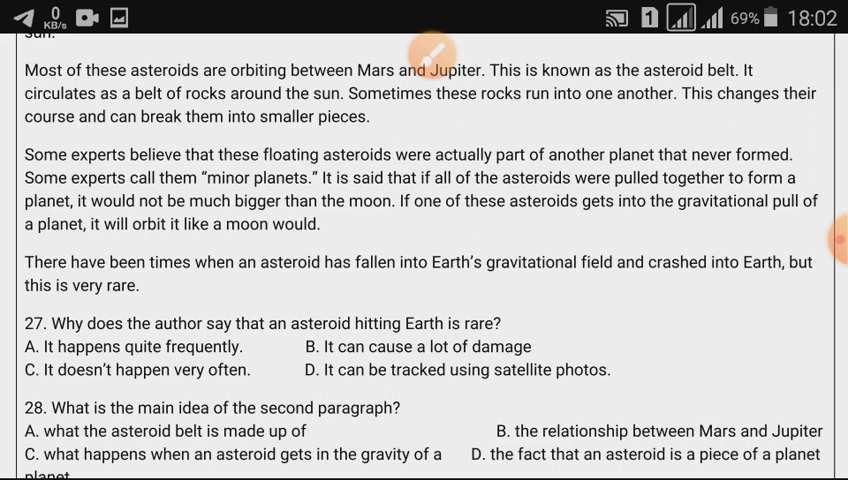 0
KB/s
1
69%
18:02
sun.
Most of these asteroids are orbiting between Mars and Jupiter. This is known as the asteroid belt. It
circulates as a belt of rocks around the sun. Sometimes these rocks run into one another. This changes their
course and can break them into smaller pieces.
Some experts believe that these floating asteroids were actually part of another planet that never formed.
Some experts call them “minor planets.” It is said that if all of the asteroids were pulled together to form a
planet, it would not be much bigger than the moon. If one of these asteroids gets into the gravitational pull of
a planet, it will orbit it like a moon would.
There have been times when an asteroid has fallen into Earth’s gravitational field and crashed into Earth, but
this is very rare.
27. Why does the author say that an asteroid hitting Earth is rare?
A. It happens quite frequently. B. It can cause a lot of damage
C. It doesn’t happen very often. D. It can be tracked using satellite photos.
28. What is the main idea of the second paragraph?
A. what the asteroid belt is made up of B. the relationship between Mars and Jupiter
C. what happens when an asteroid gets in the gravity of a D. the fact that an asteroid is a piece of a planet
planet